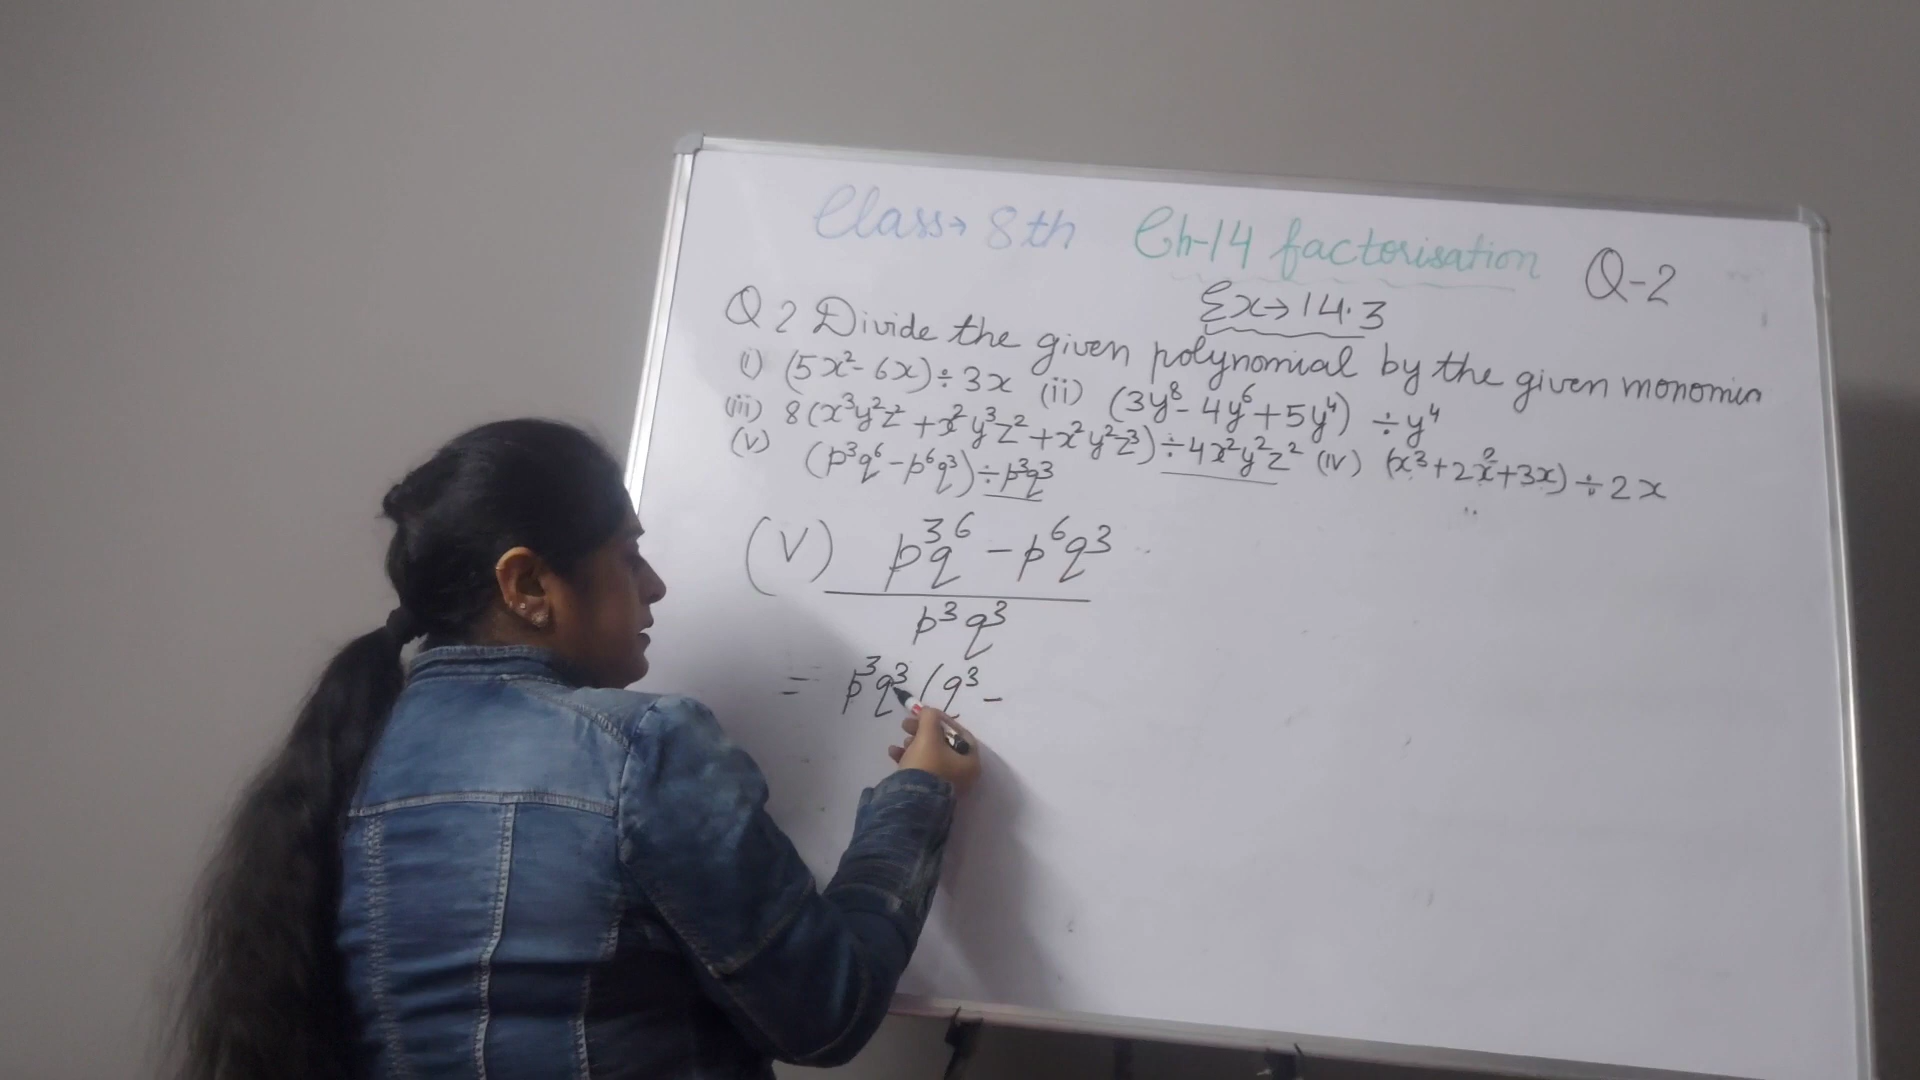 Class→ 8th Ch-14 factorisation Q-2
Ex→14.3
Q 2 Divide the given polynomial by the given monomia
(i) (5x²- 6x)÷3x (ii) (3y⁸- 4y⁶+5y⁴) ÷y⁴
(iii) 8(x³y²z² +x²y³z²+x²y²z³)÷4x²y²z² (iv) (x³+2x²+3x)÷2x
(v) (p³q⁶-p⁶q³)÷p³q³
(V) p³q⁶ -p⁶q³
p³q³
= p³q³(q³-